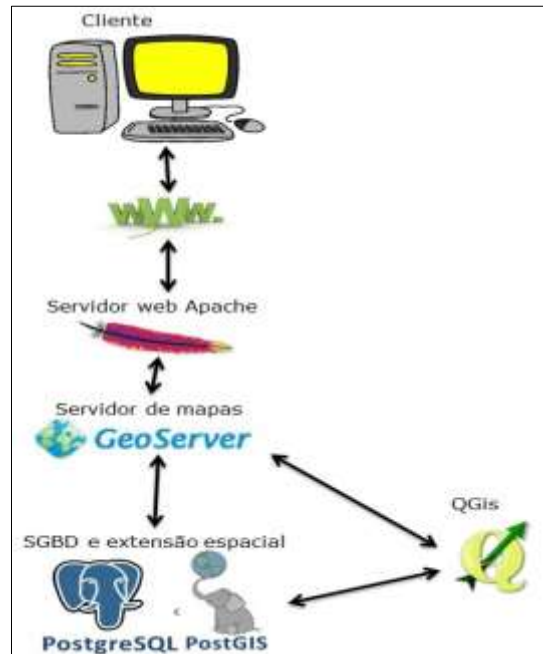 Cliente
www.
Servidor web Apache
Servidor de mapas
GeoServer
QGis
SGBD e extensão espacial
PostgreSQL PostGIS